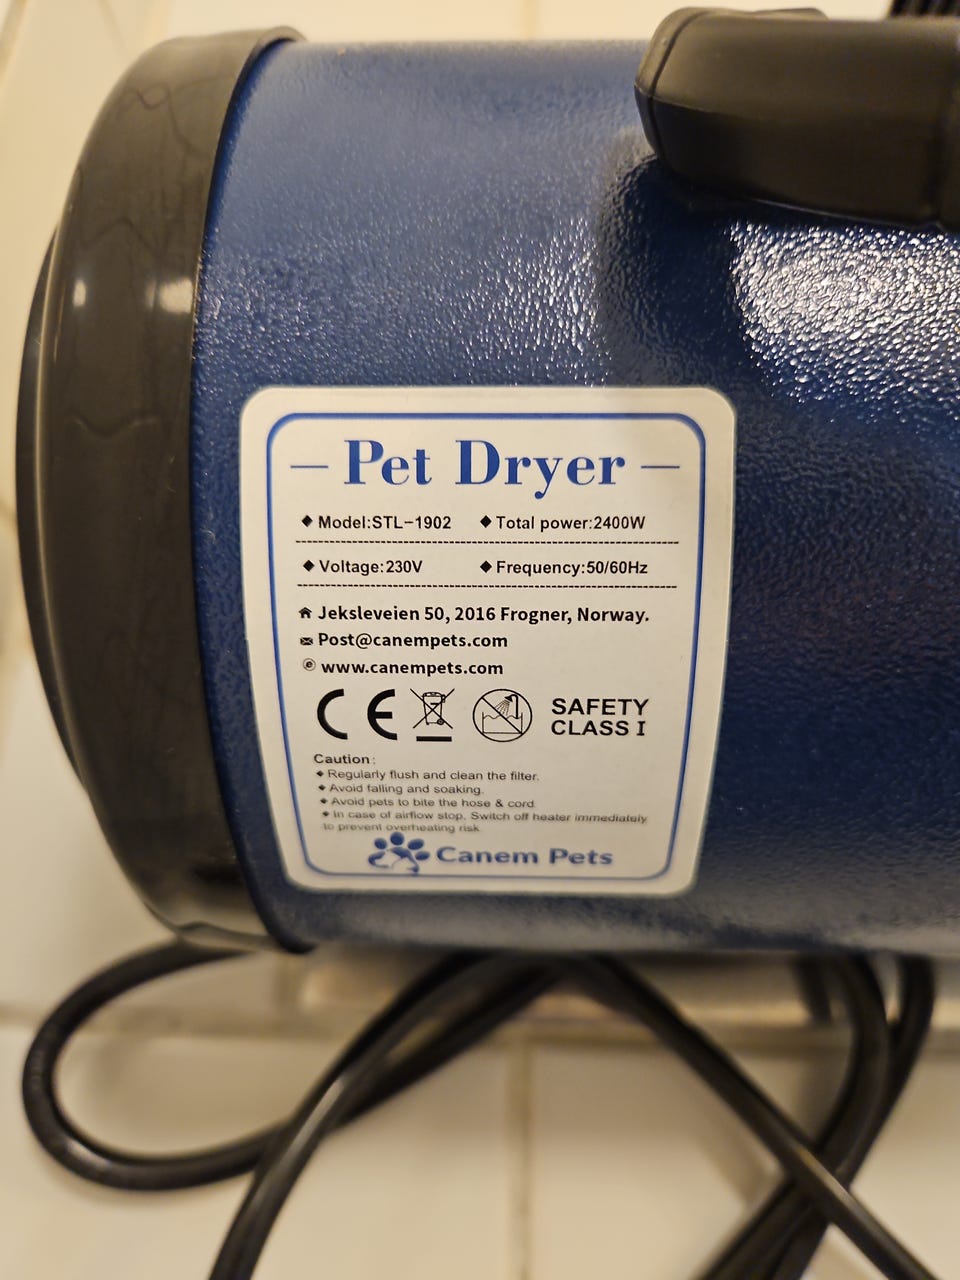 Pet Dryer
Model:STL-1902 Total power:2400W
Voltage:230V Frequency:50/60Hz
Jeksleveien 50, 2016 Frogner, Norway.
Post@canempets.com
www.canempets.com
CE SAFETY CLASS I
Caution:
Regularly flush and clean the filter.
Avoid falling and soaking.
Avoid pets to bite the hose & cord
In case of airflow stop, Switch off heater immediately
to prevent overheating risk
Canem Pets